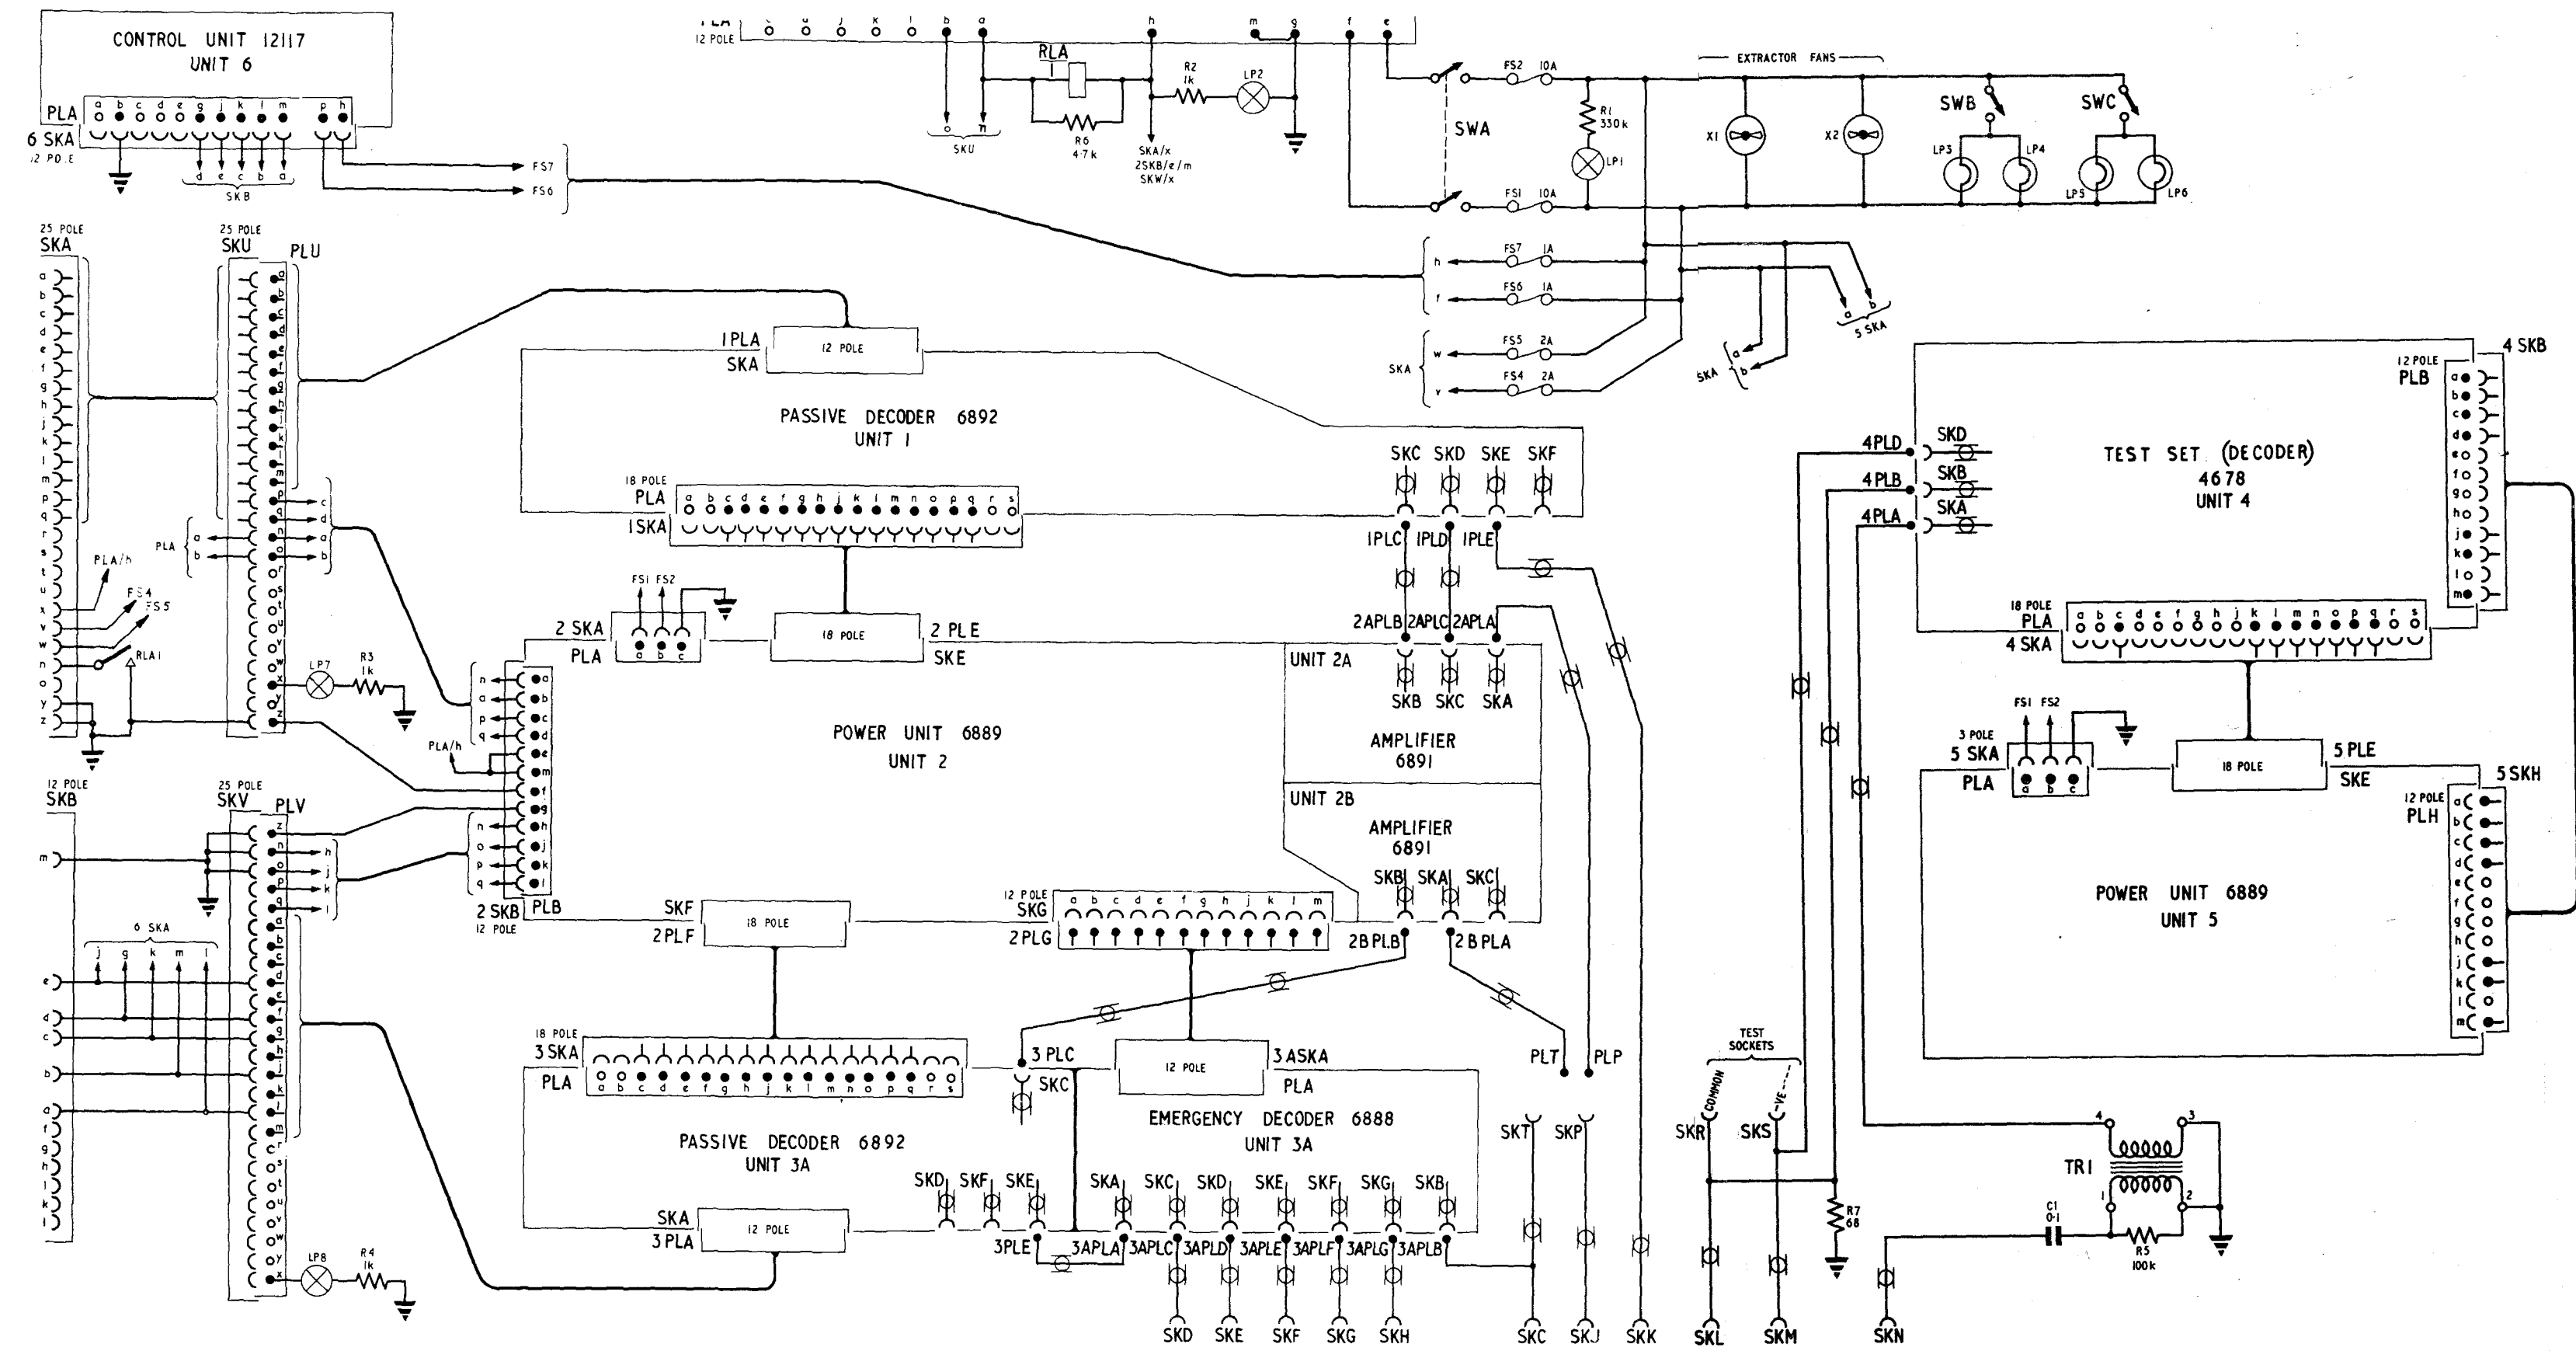 CONTROL UNIT 12117
UNIT 6
PLA
a b c d e g j k l m p h
6 SKA
12 POLE
d e c b a
SKB
FS7
FS6
12 POLE
j k l b a h m g f e
o n
SKU
RLA
1
R6
4·7k
R2
1k
LP2
SKA/x
2SKB/e/m
SKW/x
SWA
FS2 10A
FS1 10A
R1
330k
LP1
EXTRACTOR FANS
X1
X2
SWB
SWC
LP3
LP4
LP5
LP6
h FS7 1A
f FS6 1A
SKA
w FS5 2A
v FS4 2A
SKA
a
b
a b
5 SKA
25 POLE
SKA
a
b
c
d
e
f
g
h
j
k
l
m
p
q
r
s
t
u
x
v
w
n
o
y
z
PLA/h
FS4
FS5
RLA1
25 POLE
SKU
PLU
a
b
c
d
e
f
g
h
j
k
l
m
p c
q d
n a
o b
r
s
t
u
v
w
x
y
z
PLA
a
b
LP7
R3
1k
1PLA
SKA
12 POLE
PASSIVE DECODER 6892
UNIT 1
18 POLE
PLA
a b c d e f g h j k l m n o p q r s
1SKA
SKC SKD SKE SKF
1PLC 1PLD 1PLE
FS1 FS2
2 SKA
PLA
a b c
18 POLE
2 PLE
SKE
2APLB 2APLC 2APLA
UNIT 2A
SKB SKC SKA
AMPLIFIER
6891
UNIT 2B
AMPLIFIER
6891
SKB SKA SKC
2BPLB 2BPLA
POWER UNIT 6889
UNIT 2
n a
a b
p c
q d
e
PLA/h
m
f
g
n h
o j
p k
q l
2 SKB
12 POLE
PLB
SKF
2PLF
18 POLE
12 POLE
SKG
a b c d e f g h j k l m
2PLG
12 POLE
SKB
m
e
d
c
b
a
f
g
h
j
k
l
6 SKA
j g k m l
25 POLE
SKV
PLV
z
n h
o j
p k
q l
a
b
c
d
e
f
g
h
j
k
l
m
r
s
t
u
v
w
y
x
LP8
R4
1k
18 POLE
3 SKA
PLA
a b c d e f g h j k l m n o p q r s
3 PLC
SKC
12 POLE
3 ASKA
PLA
PASSIVE DECODER 6892
UNIT 3A
EMERGENCY DECODER 6888
UNIT 3A
SKA
3PLA
12 POLE
SKD SKF SKE SKA SKC SKD SKE SKF SKG SKB
3PLE 3APLA 3APLC 3APLD 3APLE 3APLF 3APLG 3APLB
SKD SKE SKF SKG SKH
PLT PLP
SKT SKP
SKC SKJ SKK SKL SKM SKN
TEST
SOCKETS
COMMON
-VE
SKR SKS
R7
68
4 3
TR1
1 2
C1
0·1
R5
100k
4 SKB
12 POLE
PLB
a
b
c
d
e
f
g
h
j
k
l
m
4PLD SKD
4PLB SKB
4PLA SKA
TEST SET (DECODER)
4678
UNIT 4
18 POLE
PLA
a b c d e f g h j k l m n o p q r s
4 SKA
FS1 FS2
3 POLE
5 SKA
PLA
a b c
18 POLE
5 PLE
SKE
5 SKH
12 POLE
PLH
a
b
c
d
e
f
g
h
j
k
l
m
POWER UNIT 6889
UNIT 5